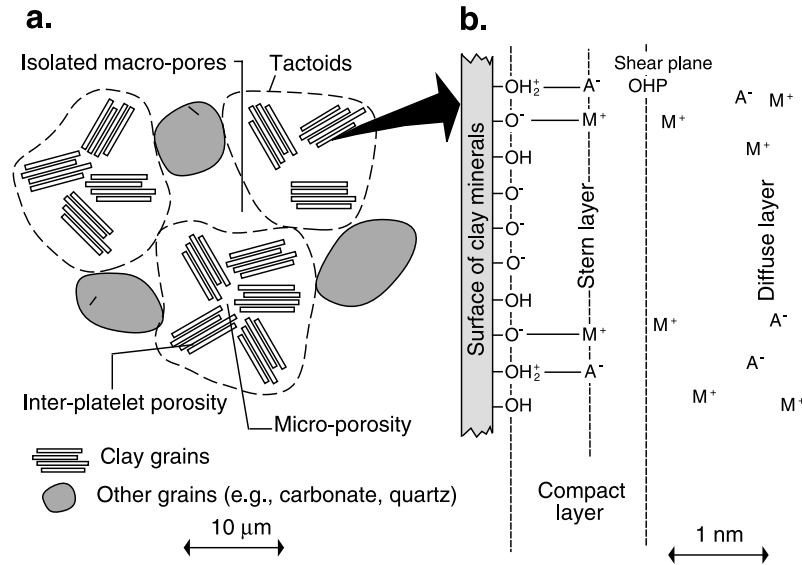 a.
Isolated macro-pores
Tactoids
Inter-platelet porosity
Micro-porosity
Clay grains
Other grains (e.g., carbonate, quartz)
10 μm
b.
Shear plane
OHP
Surface of clay minerals
OH₂⁺ A⁻
O⁻ M⁺
OH
O⁻
O⁻
O⁻
OH
O⁻ M⁺
OH₂⁺ A⁻
OH
Stern layer
Compact
layer
A⁻ M⁺
M⁺
M⁺
Diffuse layer
M⁺ A⁻
A⁻
M⁺ M⁺
1 nm